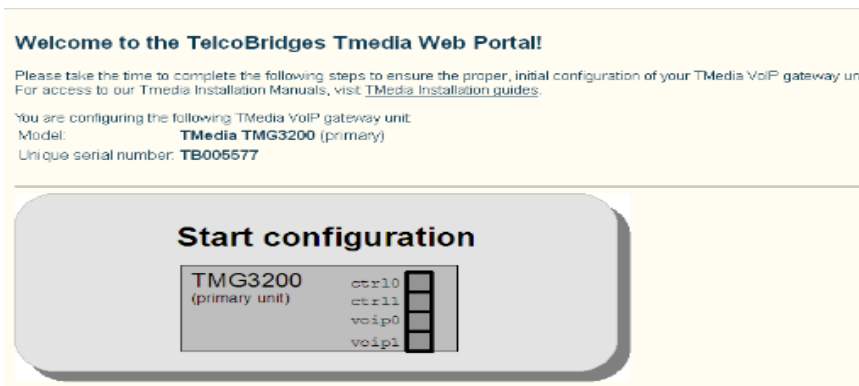 Welcome to the TelcoBridges Tmedia Web Portal!
Please take the time to complete the following steps to ensure the proper, initial configuration of your TMedia VoIP gateway un
For access to our Tmedia Installation Manuals, visit TMedia Installation guides.
You are configuring the following TMedia VoIP gateway unit:
Model: TMedia TMG3200 (primary)
Unique serial number: TB005577
Start configuration
TMG3200
(primary unit)
ctrl0
ctrl1
voip0
voip1